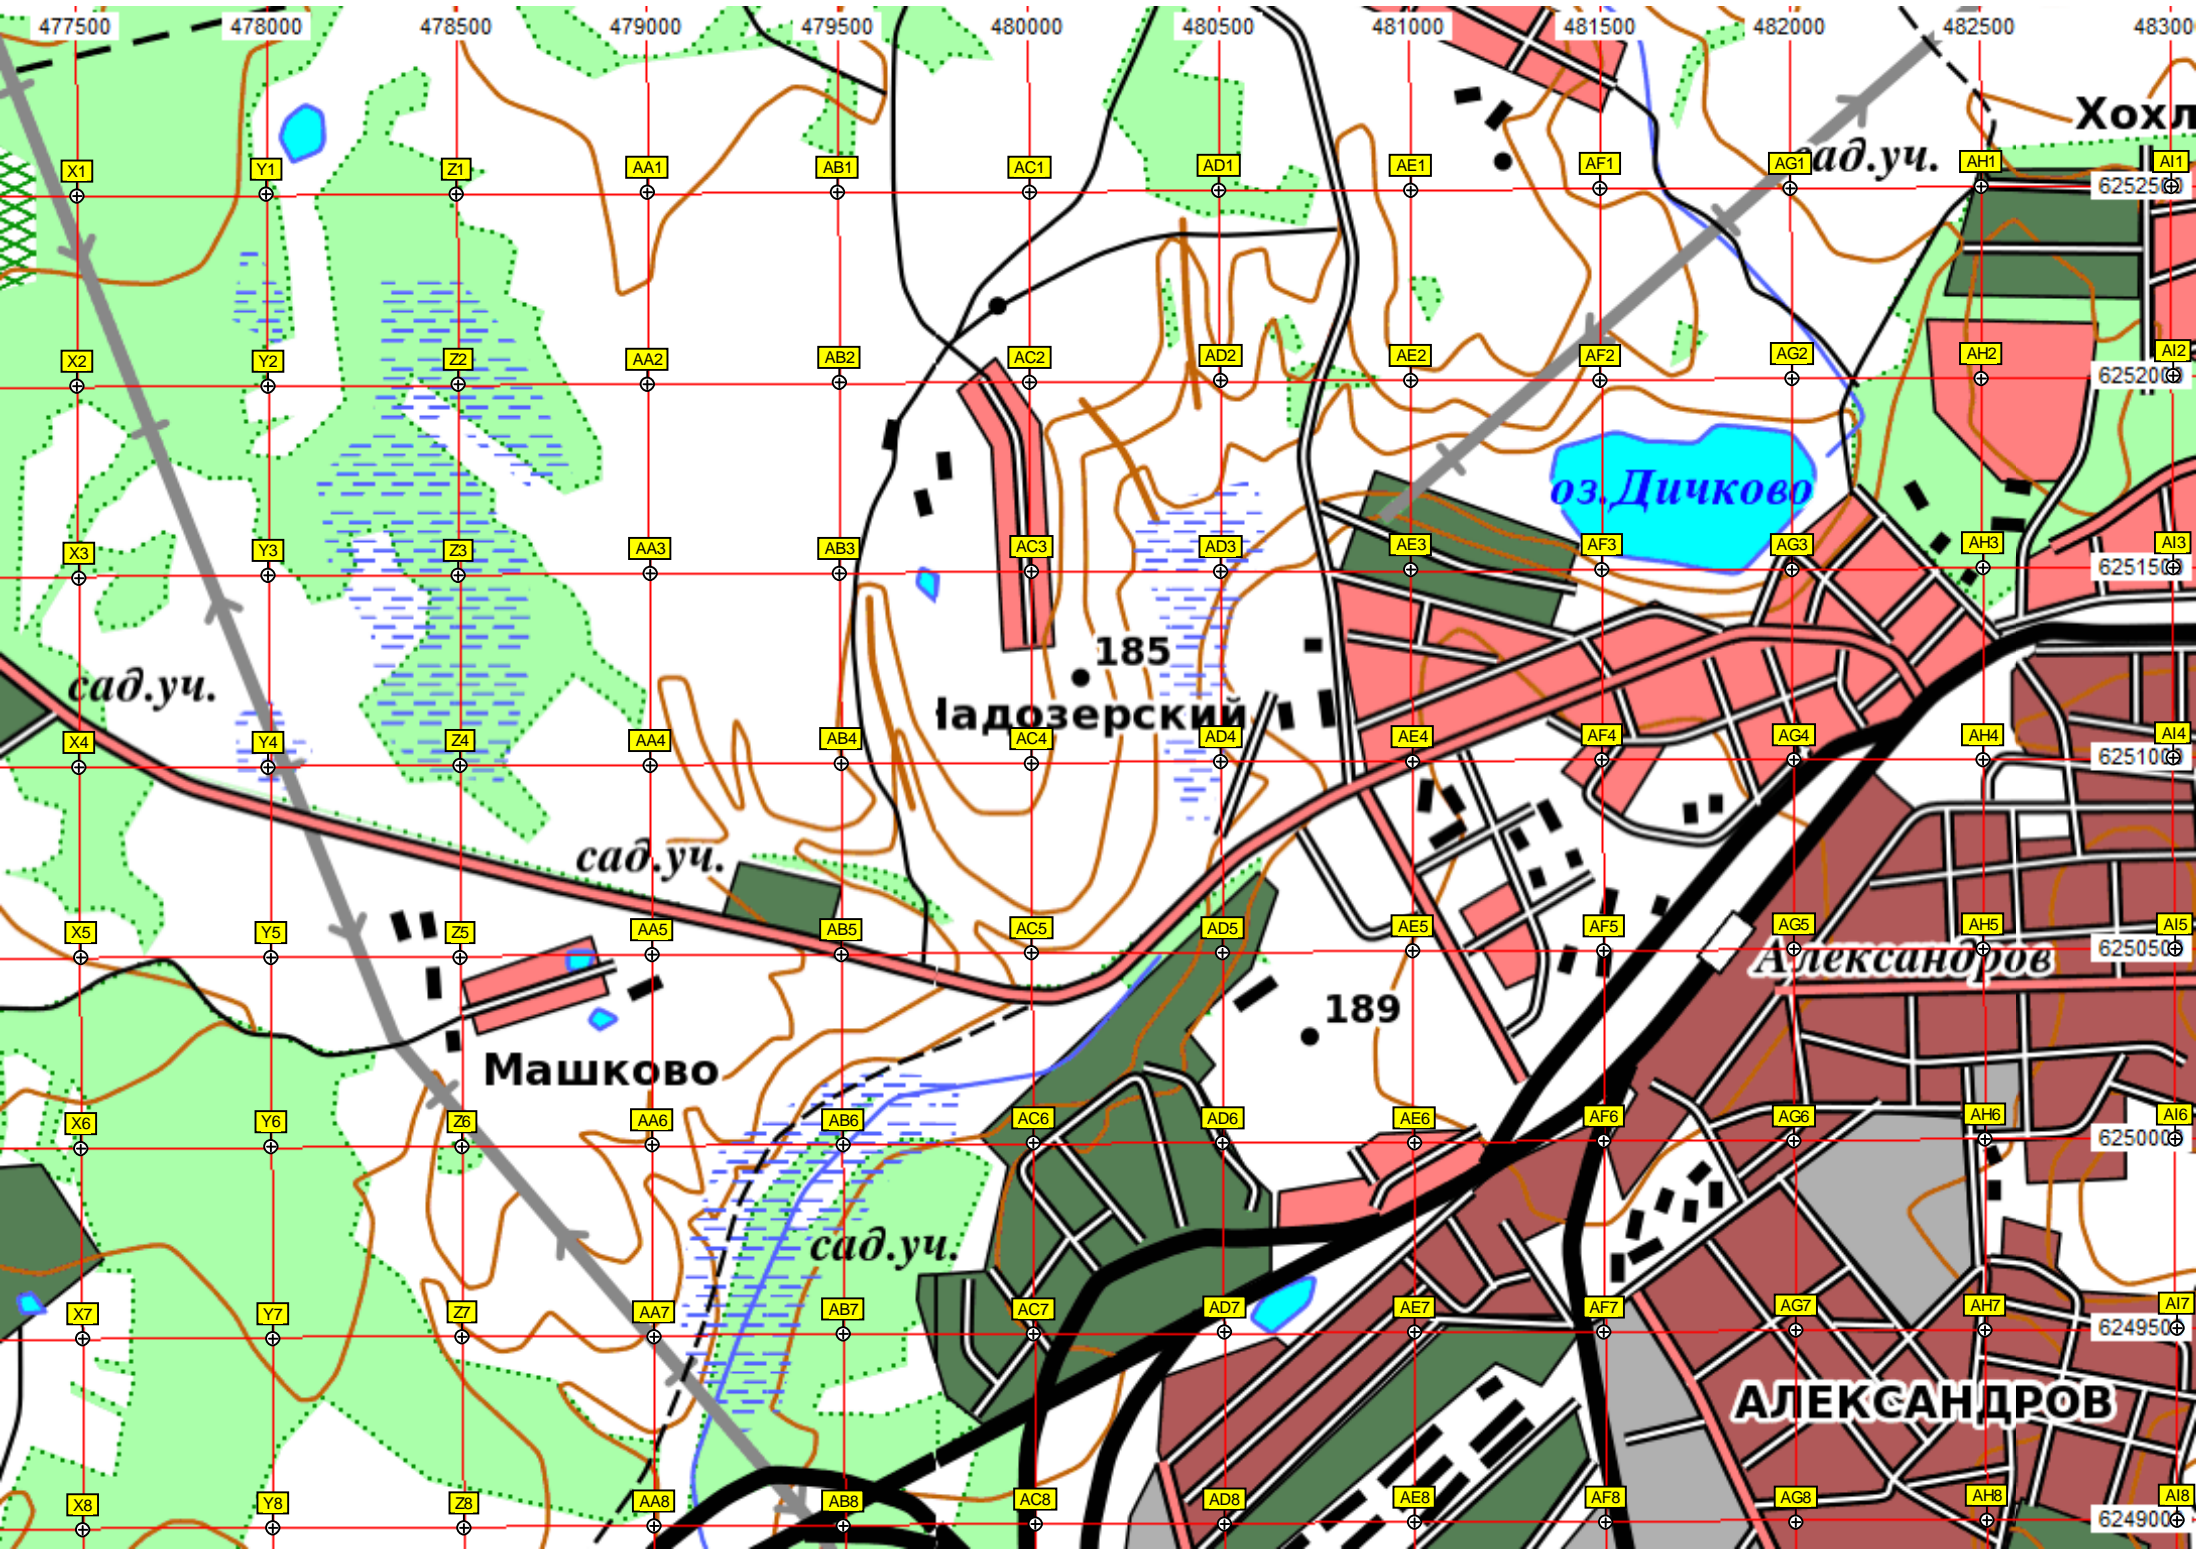 477500 478000 478500 479000 479500 480000 480500 481000 481500 482000 482500 48300
Хохл
сад.уч.
X1 Y1 Z1 AA1 AB1 AC1 AD1 AE1 AF1 AG1 AH1 AI1
6252500
X2 Y2 Z2 AA2 AB2 AC2 AD2 AE2 AF2 AG2 AH2 AI2
6252000
оз.Дичково
X3 Y3 Z3 AA3 AB3 AC3 AD3 AE3 AF3 AG3 AH3 AI3
6251500
185
сад.уч.
Надозерский
X4 Y4 Z4 AA4 AB4 AC4 AD4 AE4 AF4 AG4 AH4 AI4
6251000
сад.уч.
X5 Y5 Z5 AA5 AB5 AC5 AD5 AE5 AF5 AG5 AH5 AI5
6250500
Александров
189
Машково
X6 Y6 Z6 AA6 AB6 AC6 AD6 AE6 AF6 AG6 AH6 AI6
6250000
сад.уч.
X7 Y7 Z7 AA7 AB7 AC7 AD7 AE7 AF7 AG7 AH7 AI7
6249500
АЛЕКСАНДРОВ
X8 Y8 Z8 AA8 AB8 AC8 AD8 AE8 AF8 AG8 AH8 AI8
6249000